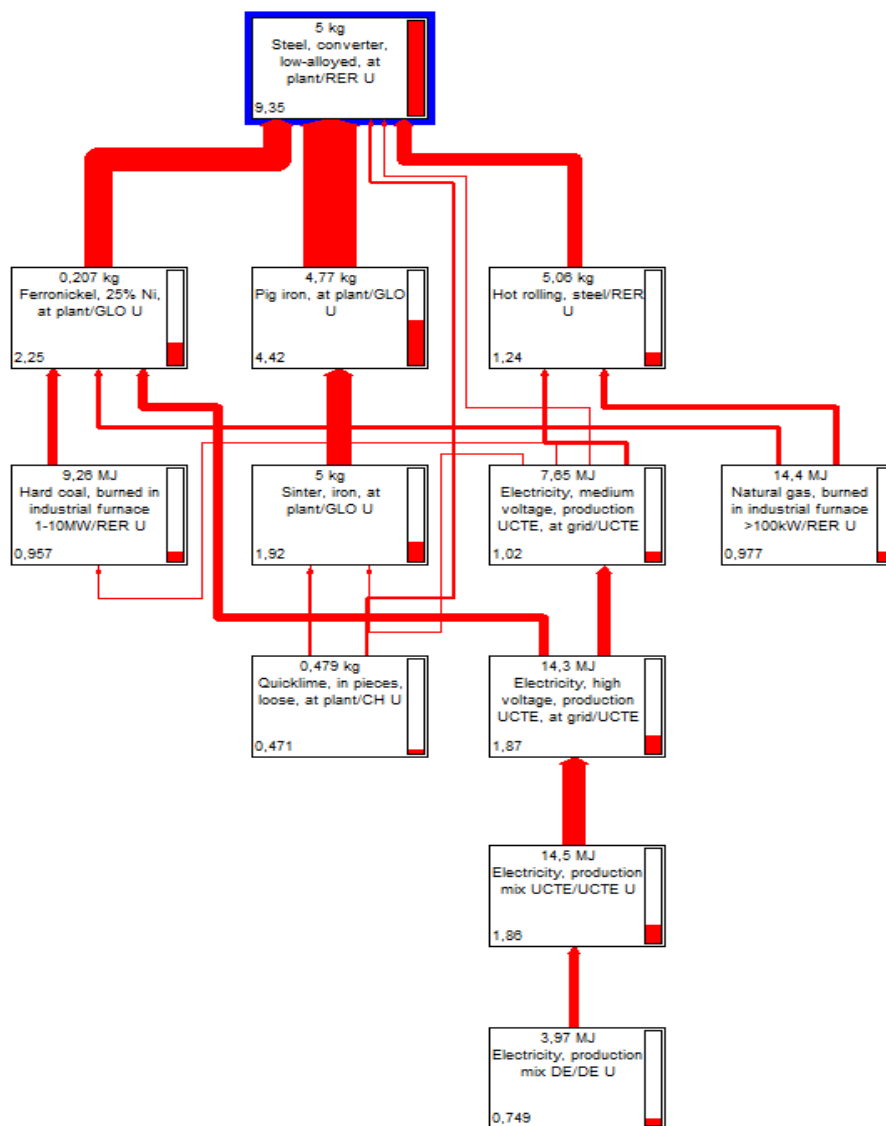 5 kg
Steel, converter,
low-alloyed, at
plant/RER U
9,35
0,207 kg
Ferronickel, 25% Ni,
at plant/GLO U
2,25
4,77 kg
Pig iron, at plant/GLO
U
4,42
5,06 kg
Hot rolling, steel/RER
U
1,24
9,26 MJ
Hard coal, burned in
industrial furnace
1-10MW/RER U
0,957
5 kg
Sinter, iron, at
plant/GLO U
1,92
7,65 MJ
Electricity, medium
voltage, production
UCTE, at grid/UCTE
1,02
14,4 MJ
Natural gas, burned
in industrial furnace
>100kW/RER U
0,977
0,479 kg
Quicklime, in pieces,
loose, at plant/CH U
0,471
14,3 MJ
Electricity, high
voltage, production
UCTE, at grid/UCTE
1,87
14,5 MJ
Electricity, production
mix UCTE/UCTE U
1,86
3,97 MJ
Electricity, production
mix DE/DE U
0,749